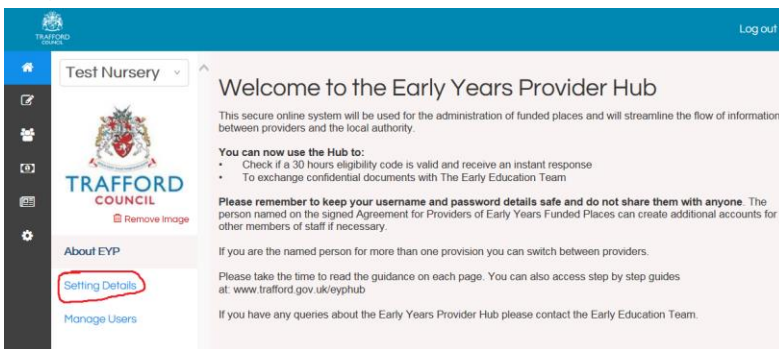 TRAFFORD
COUNCIL
Log out
Test Nursery
TRAFFORD
COUNCIL
Remove Image
About EYP
Setting Details
Manage Users
Welcome to the Early Years Provider Hub
This secure online system will be used for the administration of funded places and will streamline the flow of information
between providers and the local authority.
You can now use the Hub to:
• Check if a 30 hours eligibility code is valid and receive an instant response
• To exchange confidential documents with The Early Education Team
Please remember to keep your username and password details safe and do not share them with anyone. The
person named on the signed Agreement for Providers of Early Years Funded Places can create additional accounts for
other members of staff if necessary.
If you are the named person for more than one provision you can switch between providers.
Please take the time to read the guidance on each page. You can also access step by step guides
at: www.trafford.gov.uk/eyphub
If you have any queries about the Early Years Provider Hub please contact the Early Education Team.